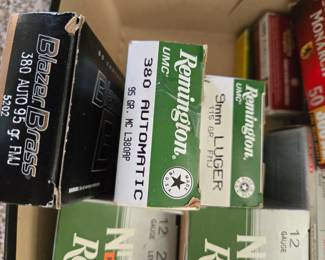 Blazer Brass
380 AUTO 95 gr. FMJ
5202
Remington
UMC
380 AUTOMATIC
95 GR. MC L380AP
Remington
UMC
9mm LUGER
115 GR. FMJ
MONARCH
50
12
GAUGE
12
GAUGE